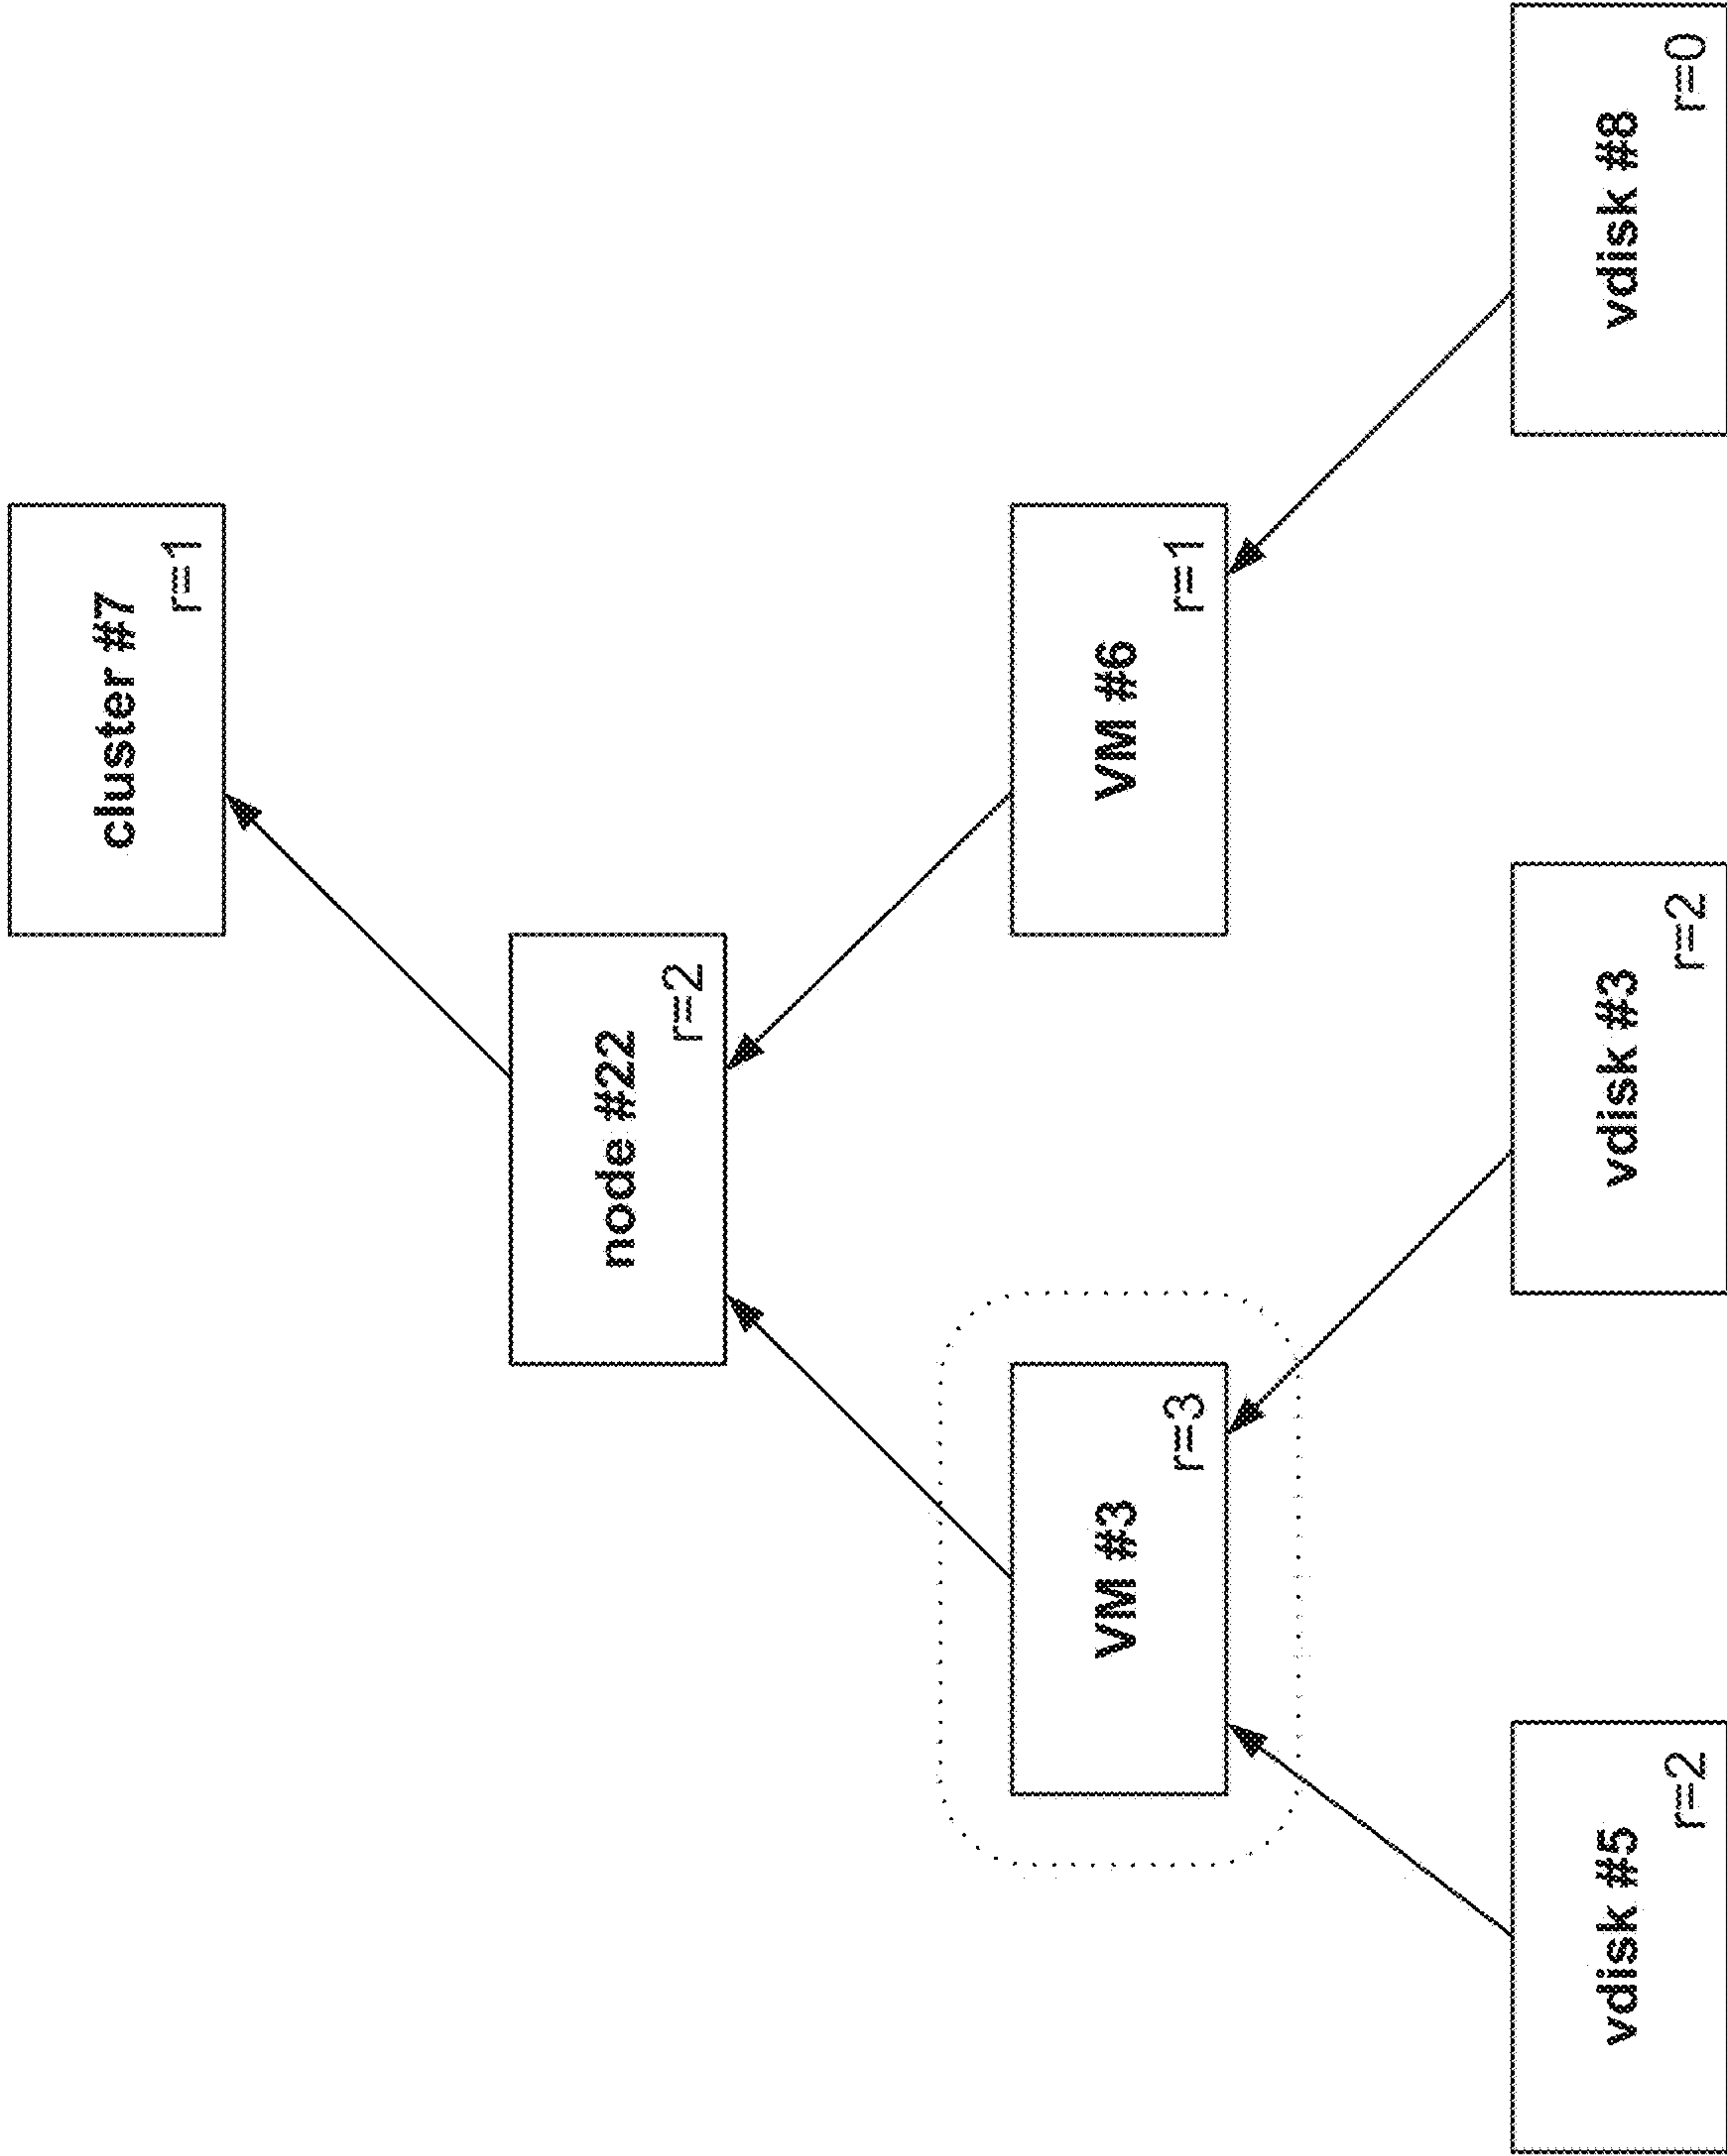 cluster #7
r=1
node #22
r=2
VM #3
r=3
VM #6
r=1
vdisk #5
r=2
vdisk #3
r=2
vdisk #8
r=0